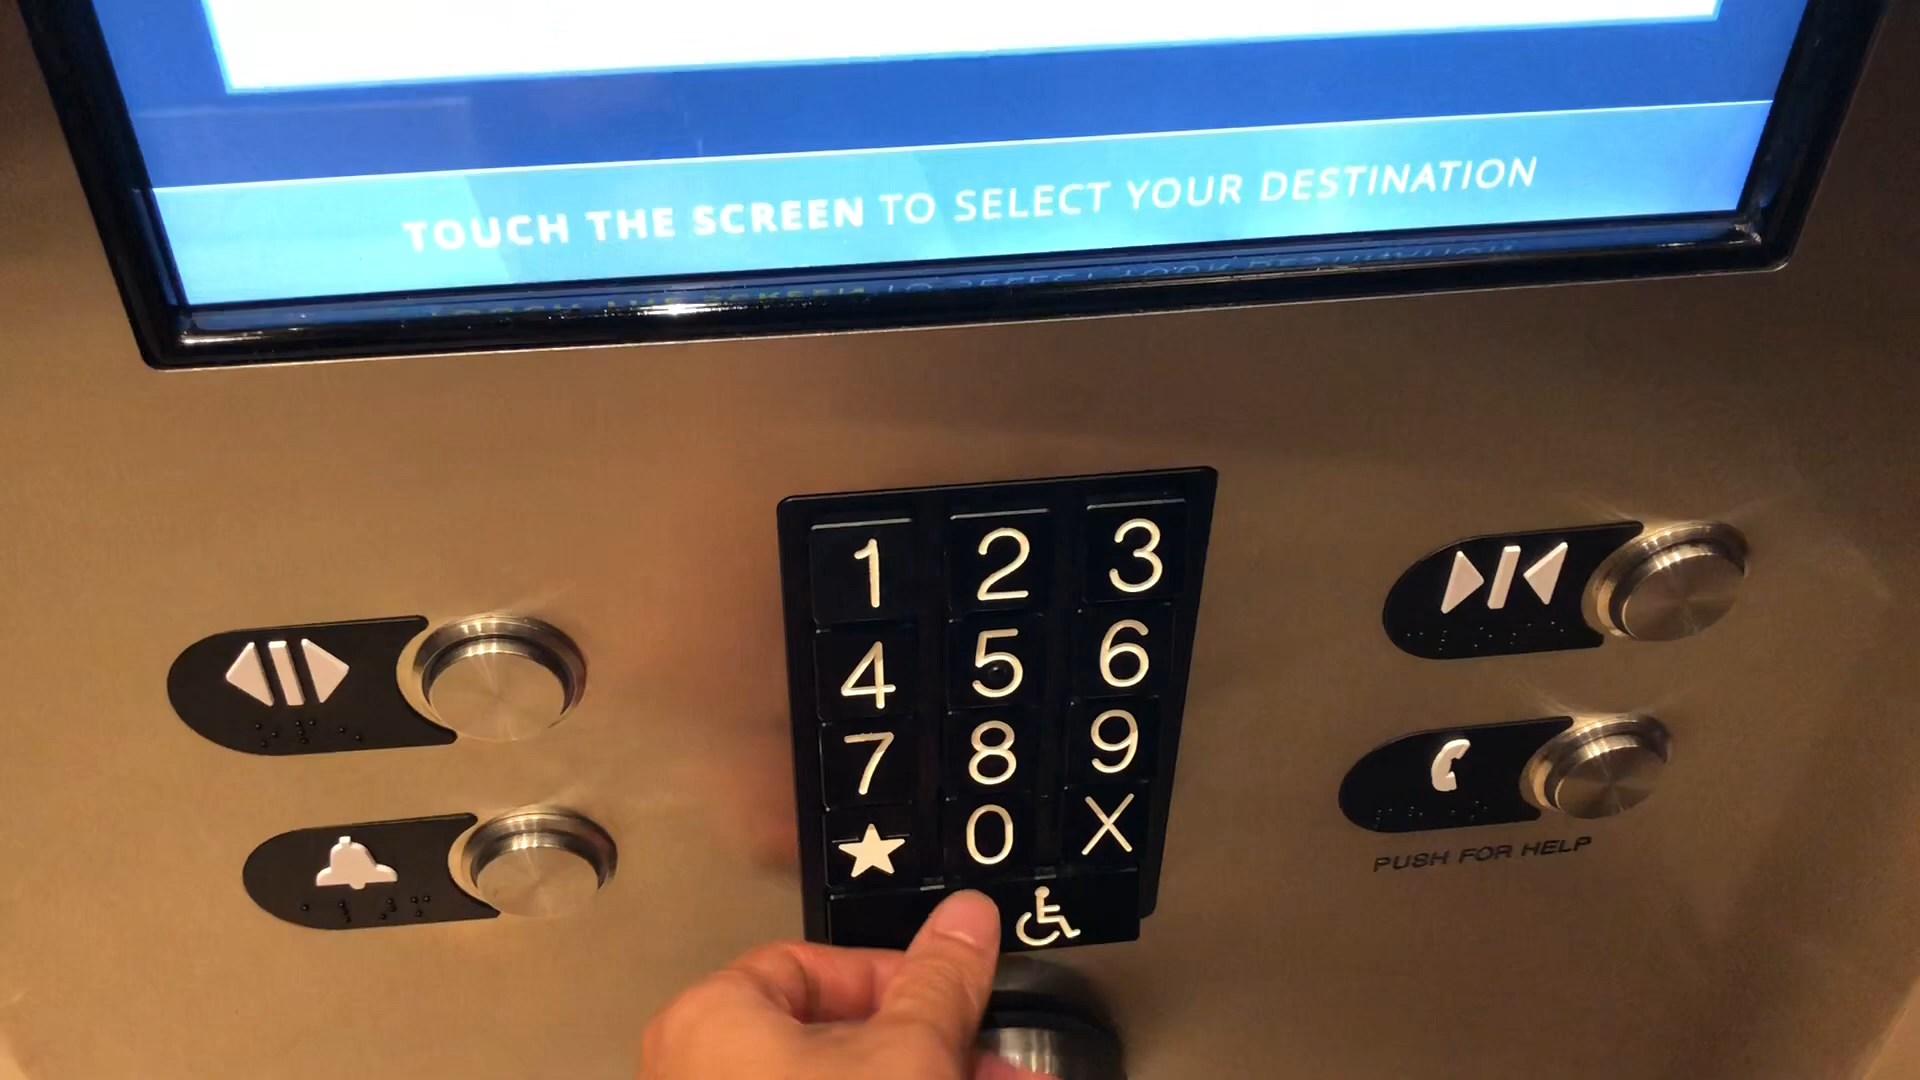 TOUCH THE SCREEN TO SELECT YOUR DESTINATION
1 2 3
4 5 6
7 8 9
★ 0 X
PUSH FOR HELP